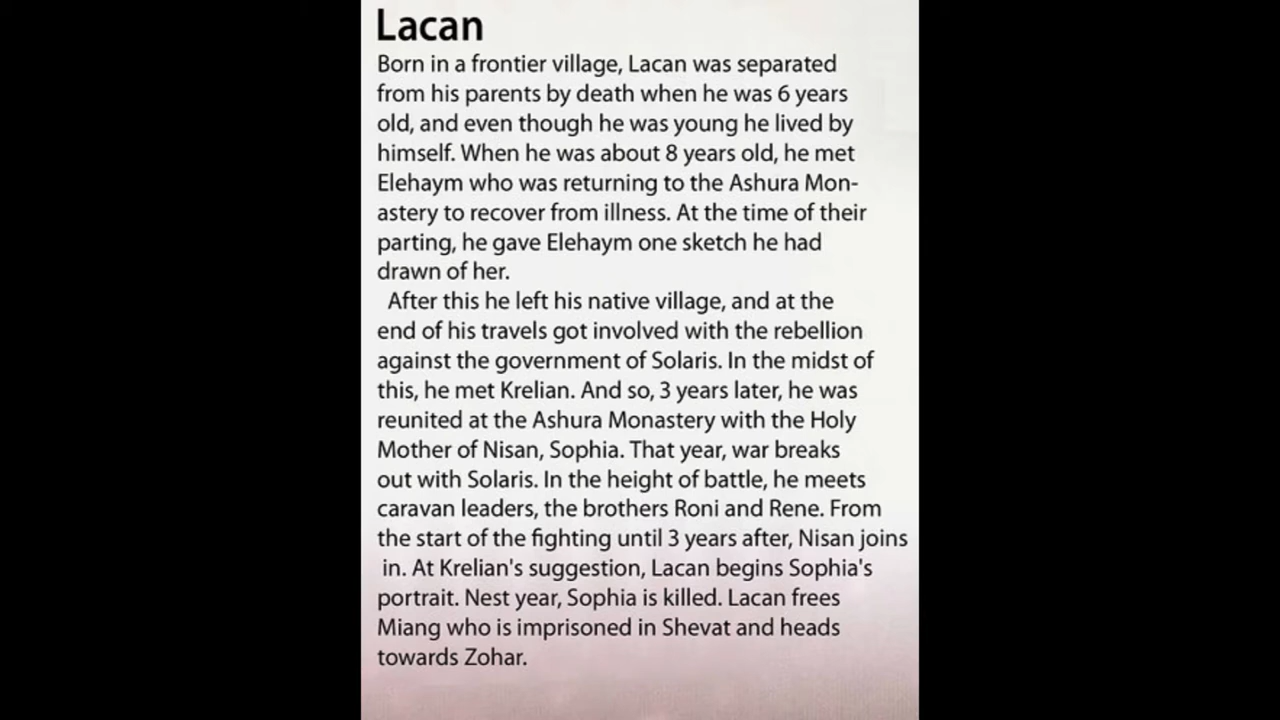 Lacan
Born in a frontier village, Lacan was separated
from his parents by death when he was 6 years
old, and even though he was young he lived by
himself. When he was about 8 years old, he met
Elehaym who was returning to the Ashura Mon-
astery to recover from illness. At the time of their
parting, he gave Elehaym one sketch he had
drawn of her.
After this he left his native village, and at the
end of his travels got involved with the rebellion
against the government of Solaris. In the midst of
this, he met Krelian. And so, 3 years later, he was
reunited at the Ashura Monastery with the Holy
Mother of Nisan, Sophia. That year, war breaks
out with Solaris. In the height of battle, he meets
caravan leaders, the brothers Roni and Rene. From
the start of the fighting until 3 years after, Nisan joins
in. At Krelian's suggestion, Lacan begins Sophia's
portrait. Nest year, Sophia is killed. Lacan frees
Miang who is imprisoned in Shevat and heads
towards Zohar.